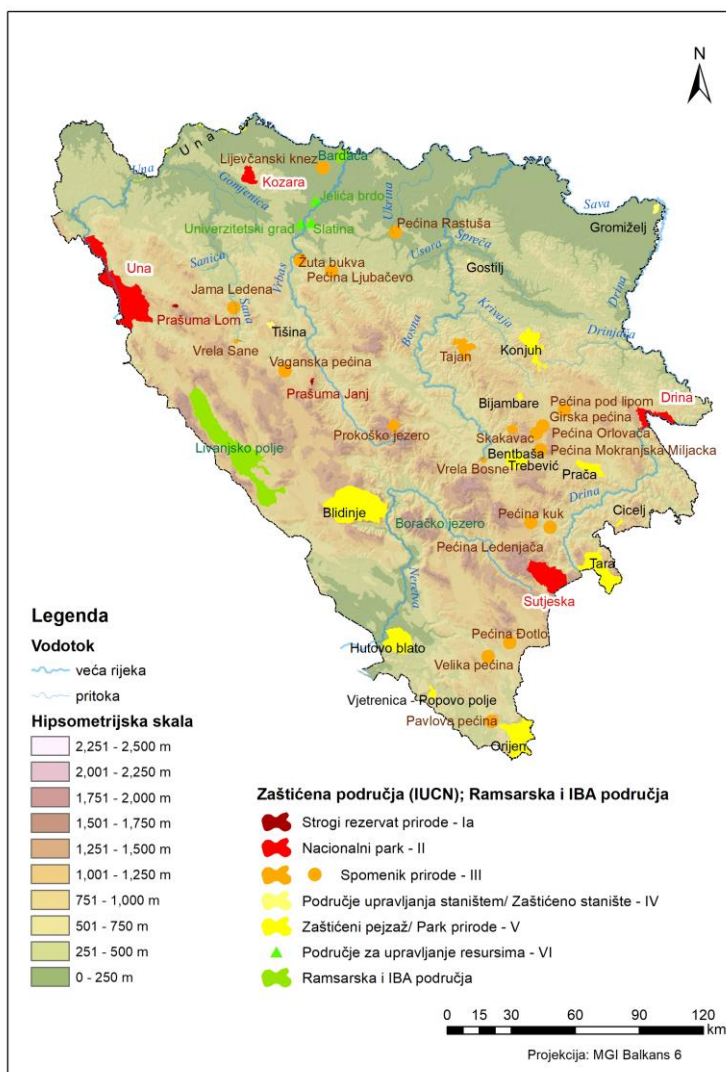 N
U n a
Una
Lijevčanski knez
Bardača
Kozara
Gomjenica
Jelića brdo
Ukrina
Sava
Gromiželj
Univerzitetski grad
Slatina
Pećina Rastuša
Usora
Spreča
Sanica
Una
Žuta bukva
Pećina Ljubačevo
Gostilj
Drina
Vrbas
Jama Ledena
Sana
Prašuma Lom
Tišina
Bosna
Krivaja
Drinjača
Tajan
Konjuh
Vrela Sane
Vaganska pećina
Prašuma Janj
Bijambare
Pećina pod lipom
Drina
Girska pećina
Prokoško jezero
Skakavac
Pećina Orlovača
Livanjsko polje
Bentbaša
Pećina Mokranjska Miljacka
Vrela Bosne
Trebević
Prača
Drina
Blidinje
Boračko jezero
Pećina kuk
Cicelj
Pećina Ledenjača
Tara
Neretva
Sutjeska
Pećina Đotlo
Hutovo blato
Velika pećina
Vjetrenica - Popovo polje
Pavlova pećina
Orijen
Legenda
Vodotok
veća rijeka
pritoka
Hipsometrijska skala
2,251 - 2,500 m
2,001 - 2,250 m
1,751 - 2,000 m
1,501 - 1,750 m
1,251 - 1,500 m
1,001 - 1,250 m
751 - 1,000 m
501 - 750 m
251 - 500 m
0 - 250 m
Zaštićena područja (IUCN); Ramsarska i IBA područja
Strogi rezervat prirode - Ia
Nacionalni park - II
Spomenik prirode - III
Područje upravljanja staništem/ Zaštićeno stanište - IV
Zaštićeni pejzaž/ Park prirode - V
Područje za upravljanje resursima - VI
Ramsarska i IBA područja
0 15 30 60 90 120
km
Projekcija: MGI Balkans 6